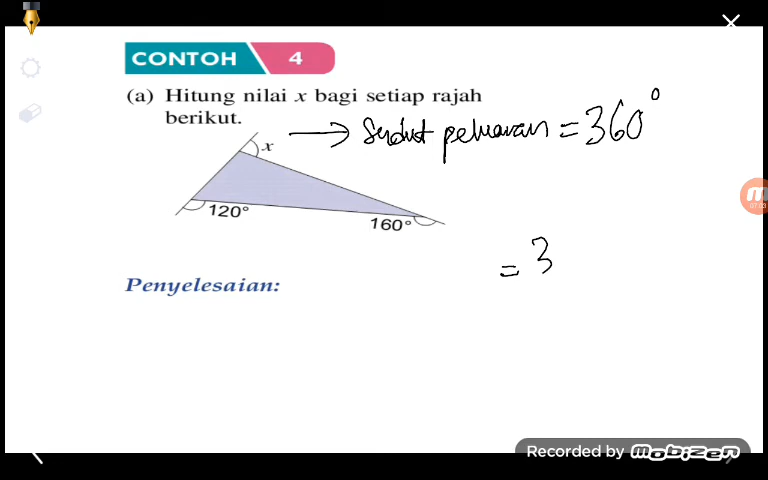 CONTOH 4
(a) Hitung nilai x bagi setiap rajah
berikut.
→ Sudut peluaran = 360°
x
120°
160°
= 3
Penyelesaian:
Recorded by MOBIZEN